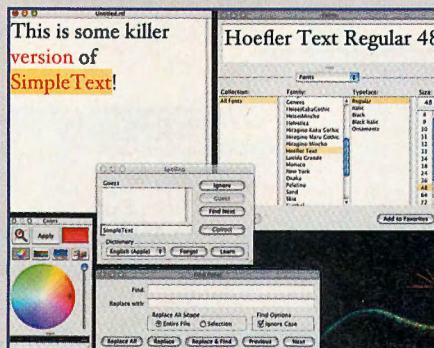 Untitled.rtf
This is some killer
version of
SimpleText!
Fonts
Hoefler Text Regular 48
Fonts
Collection:
Family:
Typeface:
Size:
All Fonts
Geneva
HeiseiKakuGothic
HeiseiMincho
Helvetica
Hiragino Kaku Gothic
Hiragino Maru Gothic
Hiragino Mincho
Hoefler Text
Lucida Grande
Monaco
New York
Osaka
Palatino
Sand
Skia
Symbol
Regular
Italic
Black
Black Italic
Ornaments
48
8
9
10
11
12
13
14
18
24
36
48
64
72
Add to Favorites
Spelling
Guess
Ignore
Guess
Find Next
Correct
SimpleText
Dictionary
English (Apple)
Forget
Learn
Colors
Apply
Find Panel
Find:
Replace with:
Replace All Scope
Entire File
Selection
Find Options
Ignore Case
Replace All
Replace
Replace & Find
Previous
Next